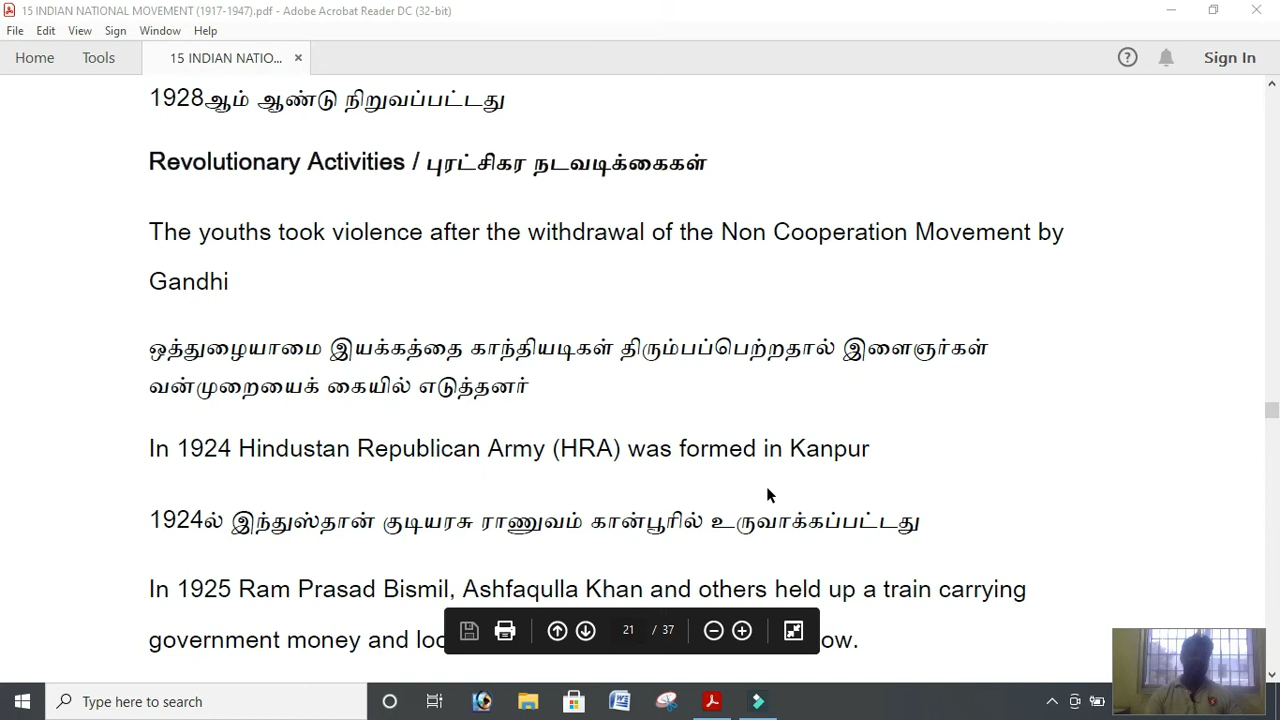 15 INDIAN NATIONAL MOVEMENT (1917-1947).pdf - Adobe Acrobat Reader DC (32-bit)
File Edit View Sign Window Help
Home Tools 15 INDIAN NATIO... × Sign In
1928ஆம் ஆண்டு நிறுவப்பட்டது
Revolutionary Activities / புரட்சிகர நடவடிக்கைகள்
The youths took violence after the withdrawal of the Non Cooperation Movement by
Gandhi
ஒத்துழையாமை இயக்கத்தை காந்தியடிகள் திரும்பப்பெற்றதால் இளைஞர்கள்
வன்முறையைக் கையில் எடுத்தனர்
In 1924 Hindustan Republican Army (HRA) was formed in Kanpur
1924ல் இந்துஸ்தான் குடியரசு ராணுவம் கான்பூரில் உருவாக்கப்பட்டது
In 1925 Ram Prasad Bismil, Ashfaqulla Khan and others held up a train carrying
government money and
21 / 37
Type here to search